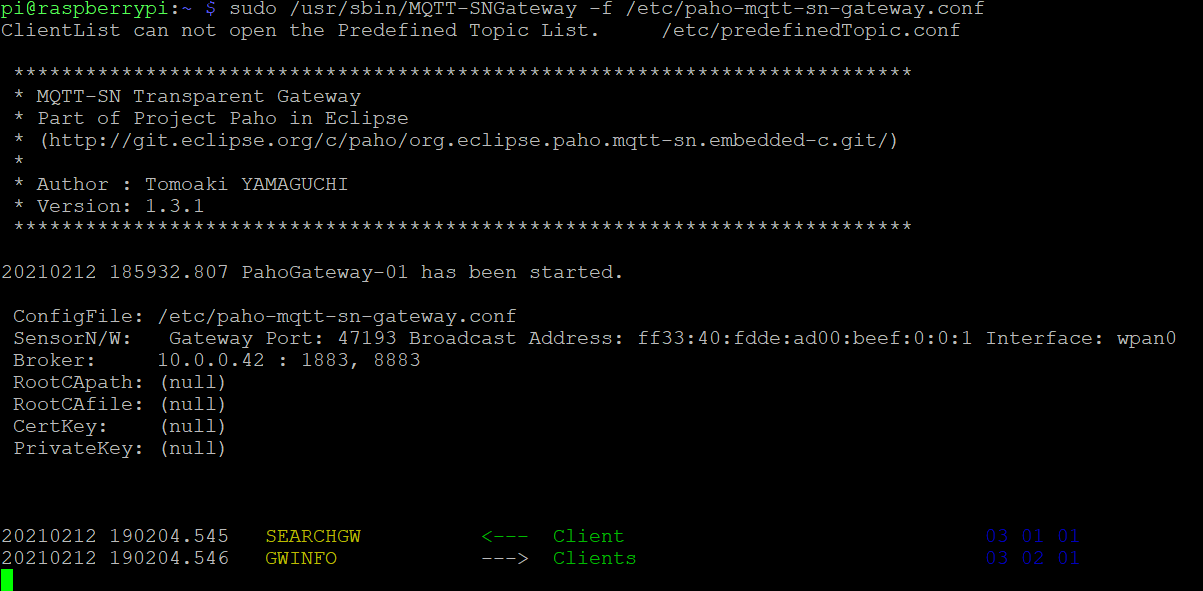 pi@raspberrypi:~ $ sudo /usr/sbin/MQTT-SNGateway -f /etc/paho-mqtt-sn-gateway.conf
ClientList can not open the Predefined Topic List.     /etc/predefinedTopic.conf
***************************************************************************
* MQTT-SN Transparent Gateway
* Part of Project Paho in Eclipse
* (http://git.eclipse.org/c/paho/org.eclipse.paho.mqtt-sn.embedded-c.git/)
*
* Author : Tomoaki YAMAGUCHI
* Version: 1.3.1
***************************************************************************
20210212 185932.807 PahoGateway-01 has been started.
ConfigFile: /etc/paho-mqtt-sn-gateway.conf
SensorN/W:   Gateway Port: 47193 Broadcast Address: ff33:40:fdde:ad00:beef:0:0:1 Interface: wpan0
Broker:     10.0.0.42 : 1883, 8883
RootCApath: (null)
RootCAfile: (null)
CertKey:    (null)
PrivateKey: (null)
20210212 190204.545   SEARCHGW          <---  Client                              03 01 01
20210212 190204.546   GWINFO            --->  Clients                             03 02 01